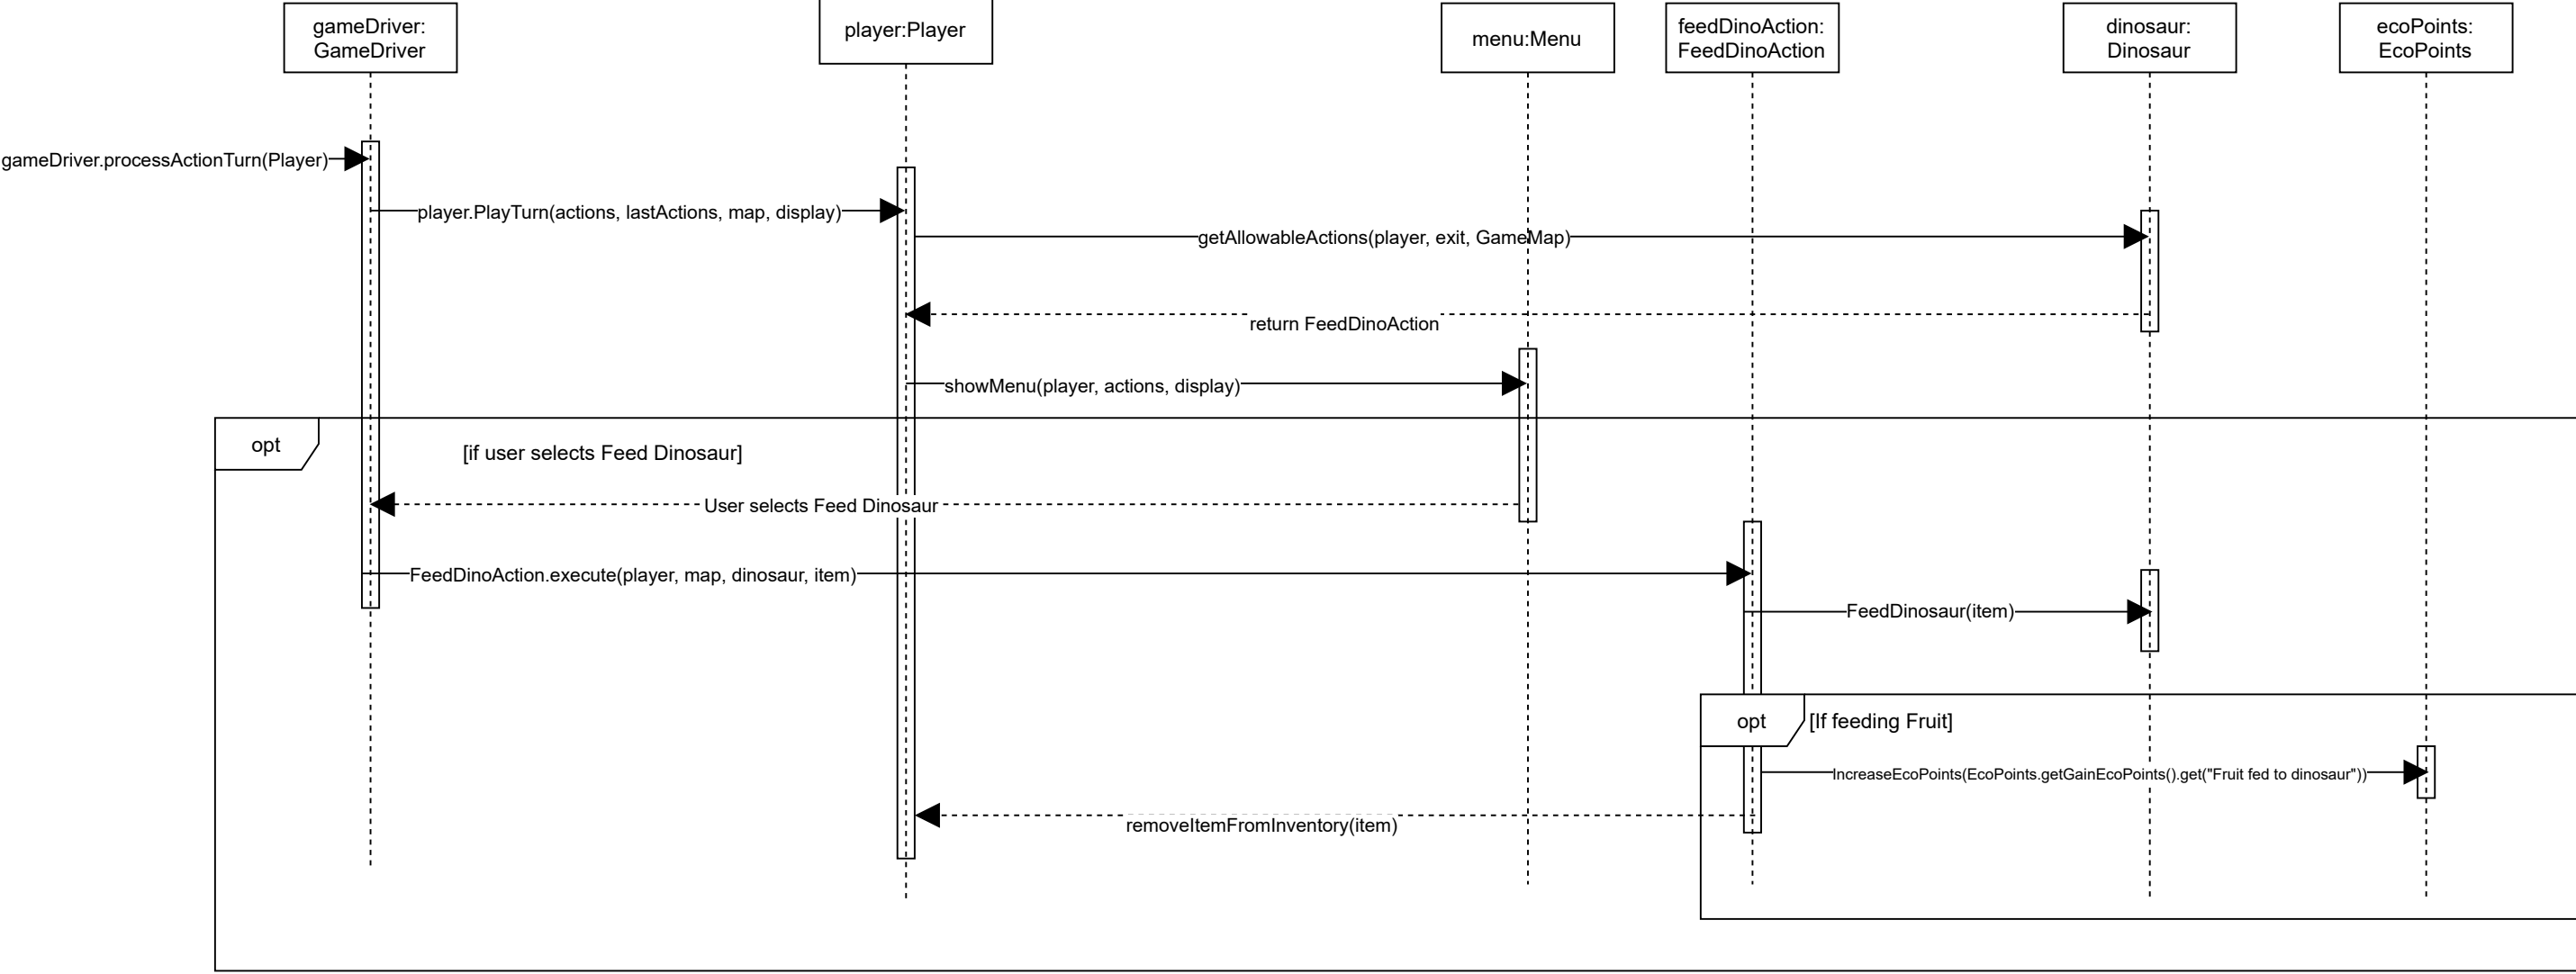 gameDriver:
GameDriver
player:Player
menu:Menu
feedDinoAction:
FeedDinoAction
dinosaur:
Dinosaur
ecoPoints:
EcoPoints
gameDriver.processActionTurn(Player)
player.PlayTurn(actions, lastActions, map, display)
getAllowableActions(player, exit, GameMap)
return FeedDinoAction
showMenu(player, actions, display)
opt
[if user selects Feed Dinosaur]
User selects Feed Dinosaur
FeedDinoAction.execute(player, map, dinosaur, item)
FeedDinosaur(item)
opt
[If feeding Fruit]
IncreaseEcoPoints(EcoPoints.getGainEcoPoints().get("Fruit fed to dinosaur"))
removeItemFromInventory(item)